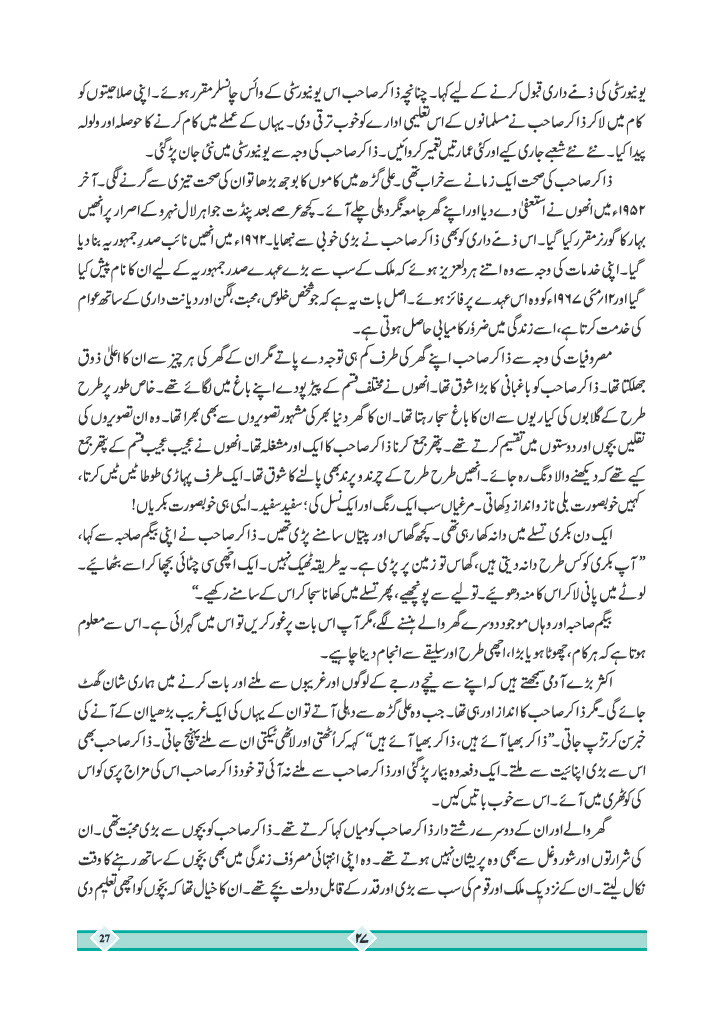 یونیورسٹی کی ذمّے داری قبول کرنے کے لیے کہا۔ چنانچہ ذاکر صاحب اس یونیورسٹی کے وائس چانسلر مقرر ہوئے۔ اپنی صلاحیتوں کو
کام میں لاکر ذاکر صاحب نے مسلمانوں کے اس تعلیمی ادارے کو خوب ترقی دی۔ یہاں کے عملے میں کام کرنے کا حوصلہ اور ولولہ
پیدا کیا۔ نئے نئے شعبے جاری کیے اور کئی عمارتیں تعمیر کروائیں۔ ذاکر صاحب کی وجہ سے یونیورسٹی میں نئی جان پڑ گئی۔
ذاکر صاحب کی صحت ایک زمانے سے خراب تھی۔ علی گڑھ میں کاموں کا بوجھ بڑھا تو ان کی صحت تیزی سے گرنے لگی۔ آخر
۱۹۵۲ء میں انھوں نے استعفیٰ دے دیا اور اپنے گھر جامعہ نگر دہلی چلے آئے۔ کچھ عرصے بعد پنڈت جواہر لال نہرو کے اصرار پر انھیں
بہار کا گورنر مقرر کیا گیا۔ اس ذمّے داری کو بھی ذاکر صاحب نے بڑی خوبی سے نبھایا۔ ۱۹۶۲ء میں انھیں نائب صدرِ جمہوریہ بنا دیا
گیا۔ اپنی خدمات کی وجہ سے وہ اتنے ہر لعزیز ہوئے کہ ملک کے سب سے بڑے عہدے صدر جمہوریہ کے لیے ان کا نام پیش کیا
گیا اور ۱۲؍مئی ۱۹۶۷ء کو وہ اس عہدے پر فائز ہوئے۔ اصل بات یہ ہے کہ جو شخص خلوص، محبت، لگن اور دیانت داری کے ساتھ عوام
کی خدمت کرتا ہے، اسے زندگی میں ضرور کامیابی حاصل ہوتی ہے۔
مصروفیات کی وجہ سے ذاکر صاحب اپنے گھر کی طرف کم ہی توجہ دے پاتے مگر ان کے گھر کی ہر چیز سے ان کا اعلیٰ ذوق
جھلکتا تھا۔ ذاکر صاحب کو باغبانی کا بڑا شوق تھا۔ انھوں نے مختلف قسم کے پیڑ پودے اپنے باغ میں لگائے تھے۔ خاص طور پر طرح
طرح کے گلابوں کی کیاریوں سے ان کا باغ سجا رہتا تھا۔ ان کا گھر دنیا بھر کی مشہور تصویروں سے بھی بھرا تھا۔ وہ ان تصویروں کی
نقلیں بچوں اور دوستوں میں تقسیم کرتے تھے۔ پتھر جمع کرنا ذاکر صاحب کا ایک اور مشغلہ تھا۔ انھوں نے عجیب عجیب قسم کے پتھر جمع
کیے تھے کہ دیکھنے والا دنگ رہ جائے۔ انھیں طرح طرح کے چرند و پرند بھی پالنے کا شوق تھا۔ ایک طرف پہاڑی طوطا ٹیں ٹیں کرتا،
کہیں خوبصورت بلی ناز و انداز دکھاتی۔ مرغیاں سب ایک رنگ اور ایک نسل کی؛ سفید سفید۔ ایسی ہی خوبصورت بکریاں!
ایک دن بکری تسلے میں دانہ کھا رہی تھی۔ کچھ گھاس اور پتیاں سامنے پڑی تھیں۔ ذاکر صاحب نے اپنی بیگم صاحبہ سے کہا،
”آپ بکری کو کس طرح دانہ دیتی ہیں، گھاس تو زمین پر پڑی ہے۔ یہ طریقہ ٹھیک نہیں۔ ایک اچھی سی چٹائی بچھا کر اسے بٹھائیے۔
لوٹے میں پانی لا کر اس کا منہ دھوئیے۔ تولیے سے پونچھیے، پھر تسلے میں کھانا سجا کر اس کے سامنے رکھیے۔“
بیگم صاحبہ اور وہاں موجود دوسرے گھر والے ہنسنے لگے، مگر آپ اس بات پر غور کریں تو اس میں گہرائی ہے۔ اس سے معلوم
ہوتا ہے کہ ہر کام، چھوٹا ہو یا بڑا، اچھی طرح اور سلیقے سے انجام دینا چاہیے۔
اکثر بڑے آدمی سمجھتے ہیں کہ اپنے سے نیچے درجے کے لوگوں اور غریبوں سے ملنے اور بات کرنے میں ہماری شان گھٹ
جائے گی۔ مگر ذاکر صاحب کا انداز اور ہی تھا۔ جب وہ علی گڑھ سے دہلی آتے تو ان کے یہاں کی ایک غریب بڑھیا ان کے آنے کی
خبر سن کر تڑپ جاتی۔ ”ذاکر بھیا آئے ہیں، ذاکر بھیا آئے ہیں“ کہہ کر اُٹھتی اور لاٹھی ٹیکتی ان سے ملنے پہنچ جاتی۔ ذاکر صاحب بھی
اس سے بڑی اپنائیت سے ملتے۔ ایک دفعہ وہ بیمار پڑ گئی اور ذاکر صاحب سے ملنے نہ آئی تو خود ذاکر صاحب اس کی مزاج پرسی کو اس
کی کوٹھری میں آئے۔ اس سے خوب باتیں کیں۔
گھر والے اور ان کے دوسرے رشتے دار ذاکر صاحب کو میاں کہا کرتے تھے۔ ذاکر صاحب کو بچوں سے بڑی محبّت تھی۔ ان
کی شرارتوں اور شور و غل سے بھی وہ پریشان نہیں ہوتے تھے۔ وہ اپنی انتہائی مصرُوف زندگی میں بھی بچّوں کے ساتھ رہنے کا وقت
نکال لیتے۔ ان کے نزدیک ملک اور قوم کی سب سے بڑی اور قدر کے قابل دولت بچے تھے۔ ان کا خیال تھا کہ بچّوں کو اچھی تعلیم دی
27
۲۷